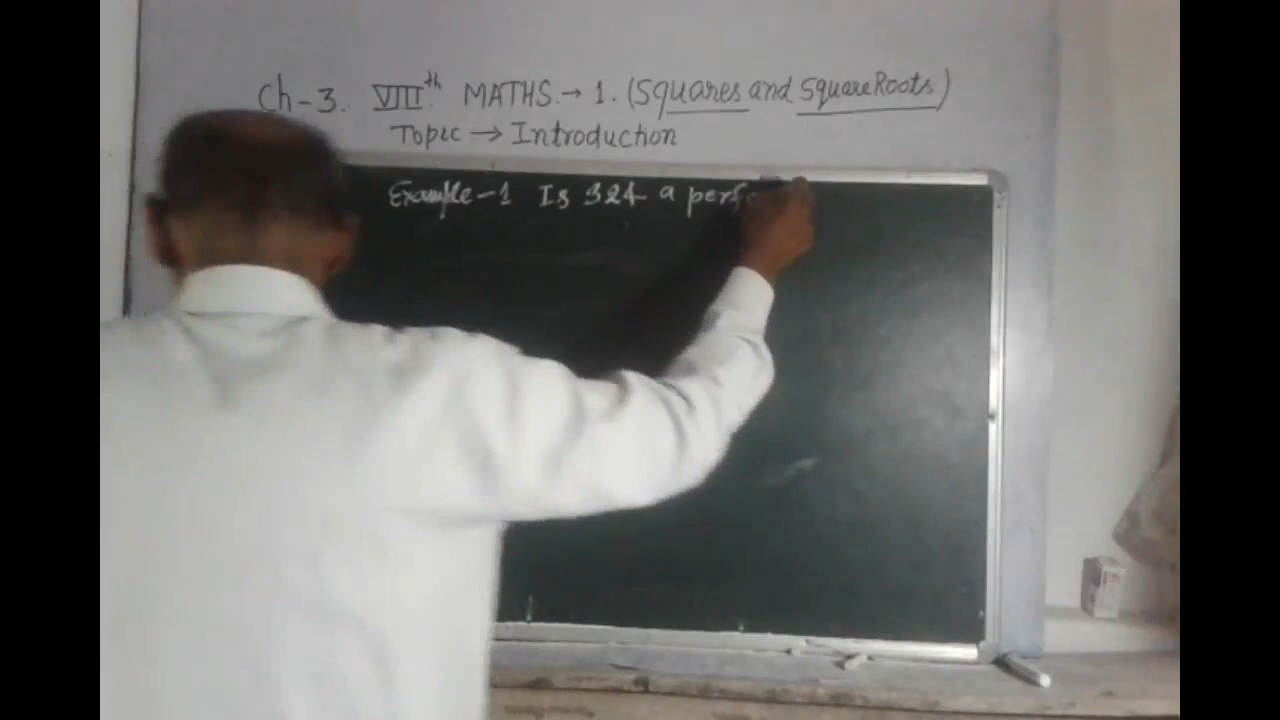 Ch-3. VIIIth MATHS.→ 1. (Squares and Square Roots)
Topic → Introduction
Example-1 Is 324 a perf